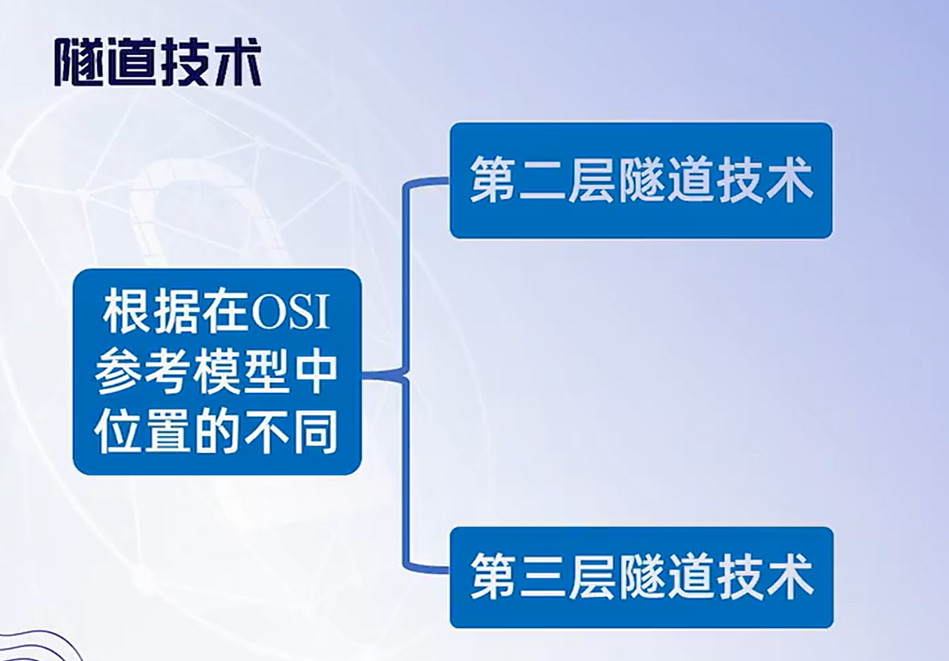 隧道技术
第二层隧道技术
根据在OSI
参考模型中
位置的不同
第三层隧道技术